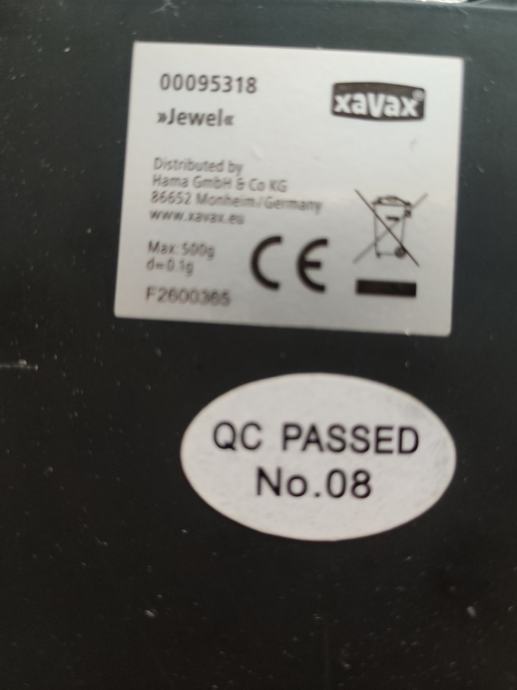 00095318
xavax®
»Jewel«
Distributed by
Hama GmbH & Co KG
86652 Monheim/Germany
www.xavax.eu
Max: 500g
d=0.1g
CE
F2600365
QC PASSED
No.08